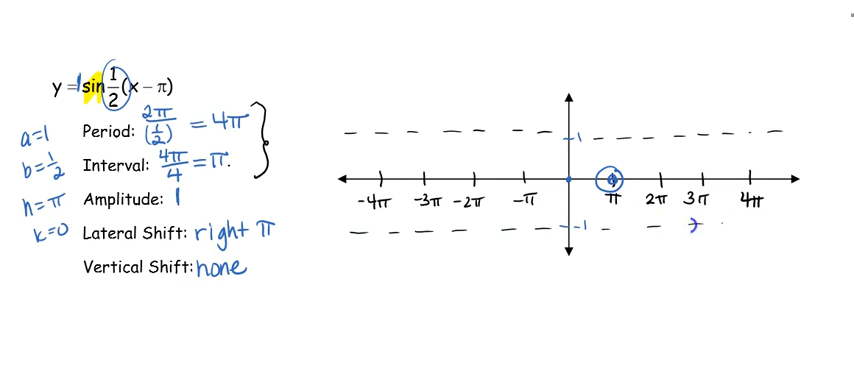 y = 1 sin 1/2 (x - π)
a=1
Period: 2π/(1/2) = 4π
b=1/2
Interval: 4π/4 = π.
h=π
Amplitude: 1
k=0
Lateral Shift: right π
Vertical Shift: none
1
-4π -3π -2π -π π 2π 3π 4π
-1